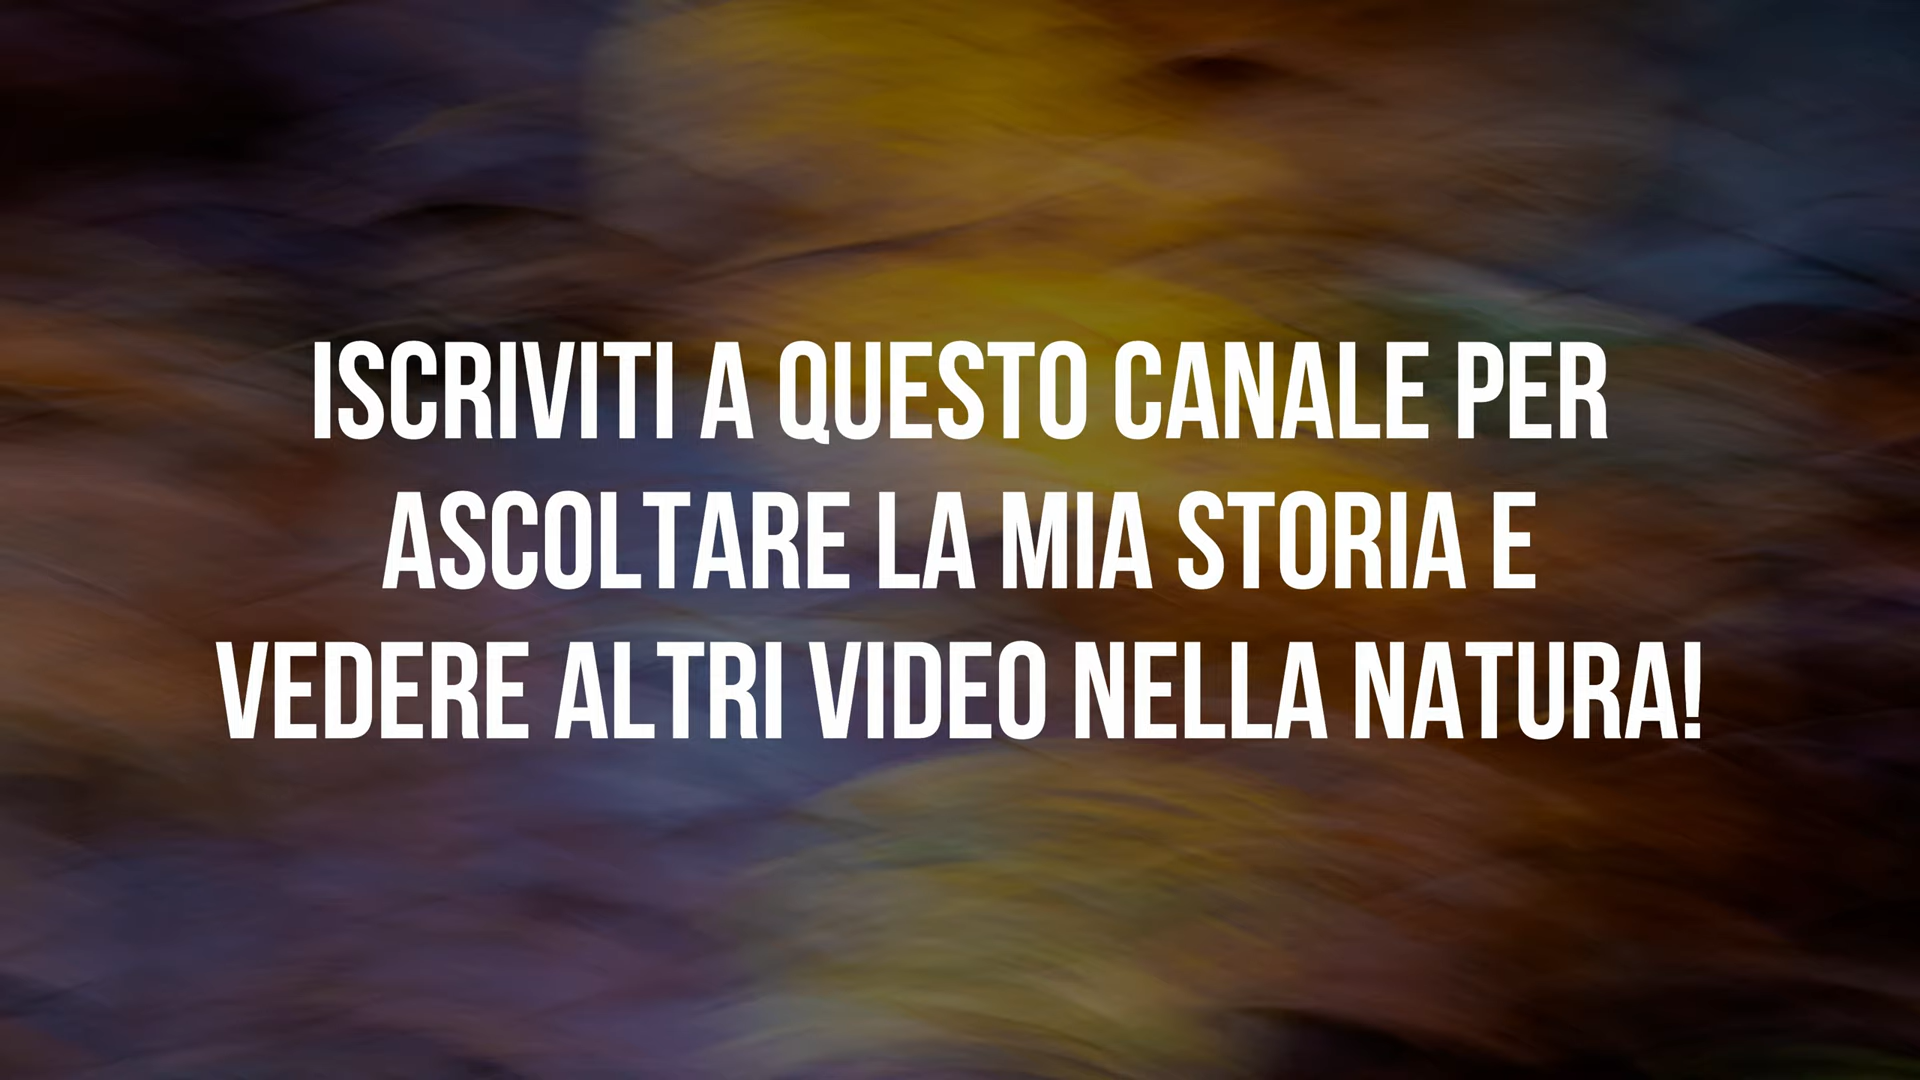 ISCRIVITI A QUESTO CANALE PER
ASCOLTARE LA MIA STORIA E
VEDERE ALTRI VIDEO NELLA NATURA!